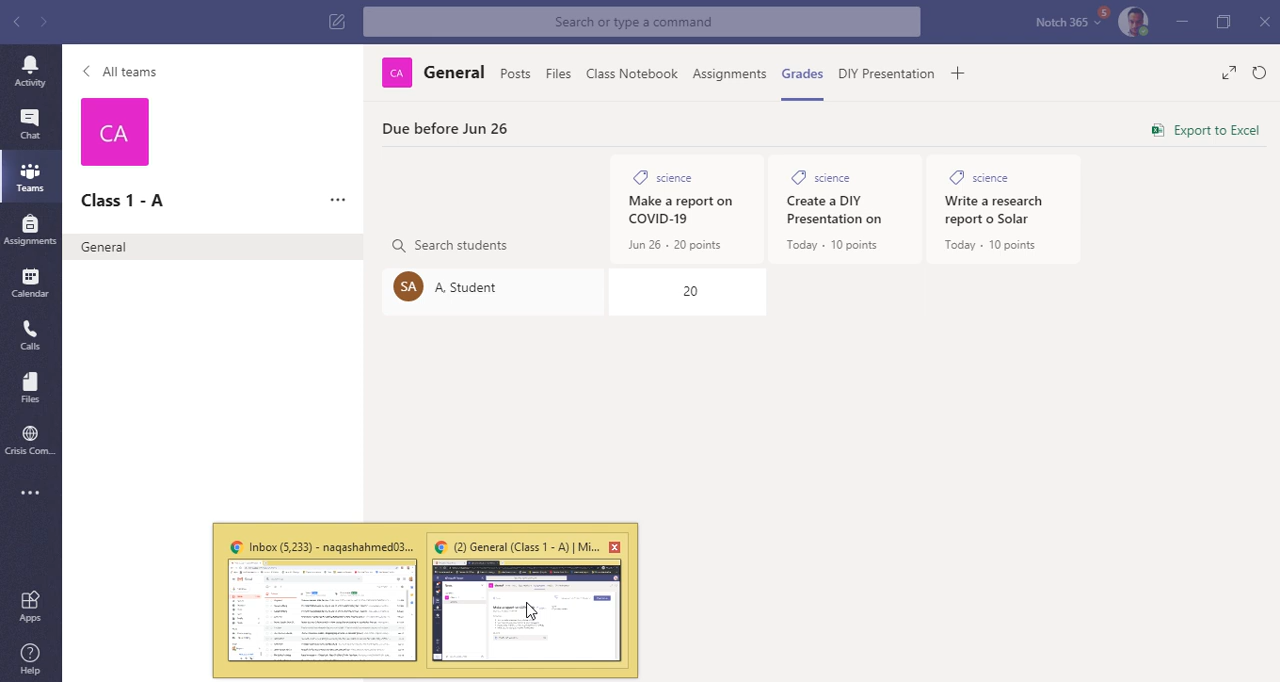 Search or type a command
Notch 365
5
Activity
Chat
Teams
Assignments
Calendar
Calls
Files
Crisis Com...
Apps
Help
All teams
CA
Class 1 - A
General
CA
General
Posts
Files
Class Notebook
Assignments
Grades
DIY Presentation
Due before Jun 26
Export to Excel
Search students
science
Make a report on
COVID-19
Jun 26 • 20 points
science
Create a DIY
Presentation on
Today • 10 points
science
Write a research
report o Solar
Today • 10 points
SA
A, Student
20
Inbox (5,233) - naqashahmed03...
(2) General (Class 1 - A) | Mi...